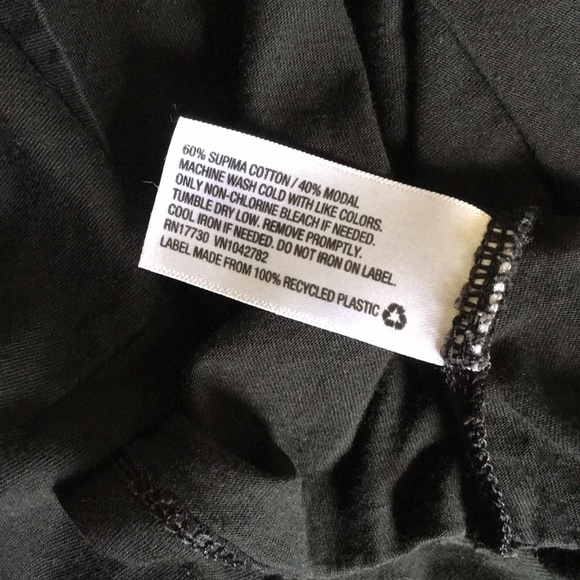 60% SUPIMA COTTON / 40% MODAL
MACHINE WASH COLD WITH LIKE COLORS.
ONLY NON-CHLORINE BLEACH IF NEEDED.
TUMBLE DRY LOW. REMOVE PROMPTLY.
COOL IRON IF NEEDED. DO NOT IRON ON LABEL.
RN17730 VN1042782
LABEL MADE FROM 100% RECYCLED PLASTIC